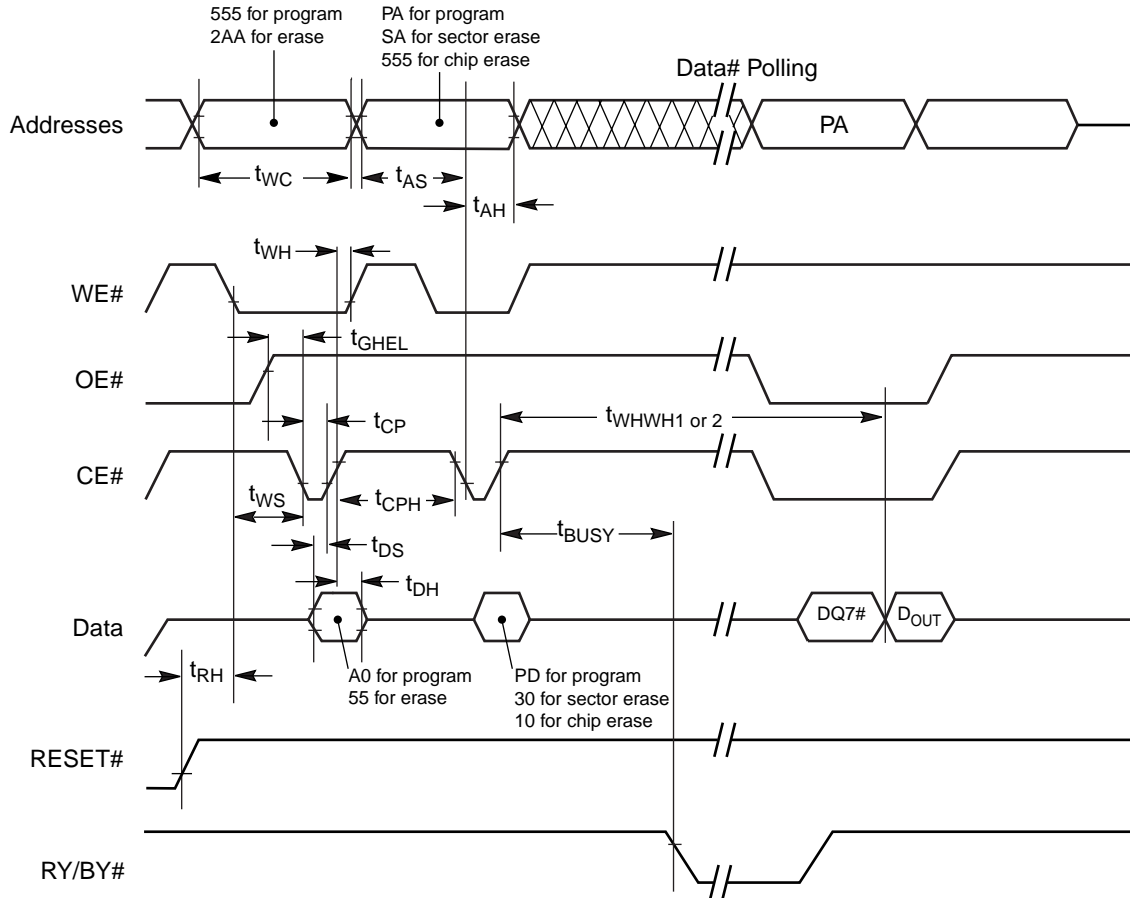 555 for program
2AA for erase
PA for program
SA for sector erase
555 for chip erase
Data# Polling
Addresses
PA
tWC
tAS
tAH
tWH
WE#
tGHEL
OE#
tWHWH1 or 2
tCP
CE#
tWS
tCPH
tBUSY
tDS
tDH
Data
DQ7#
DOUT
tRH
A0 for program
55 for erase
PD for program
30 for sector erase
10 for chip erase
RESET#
RY/BY#